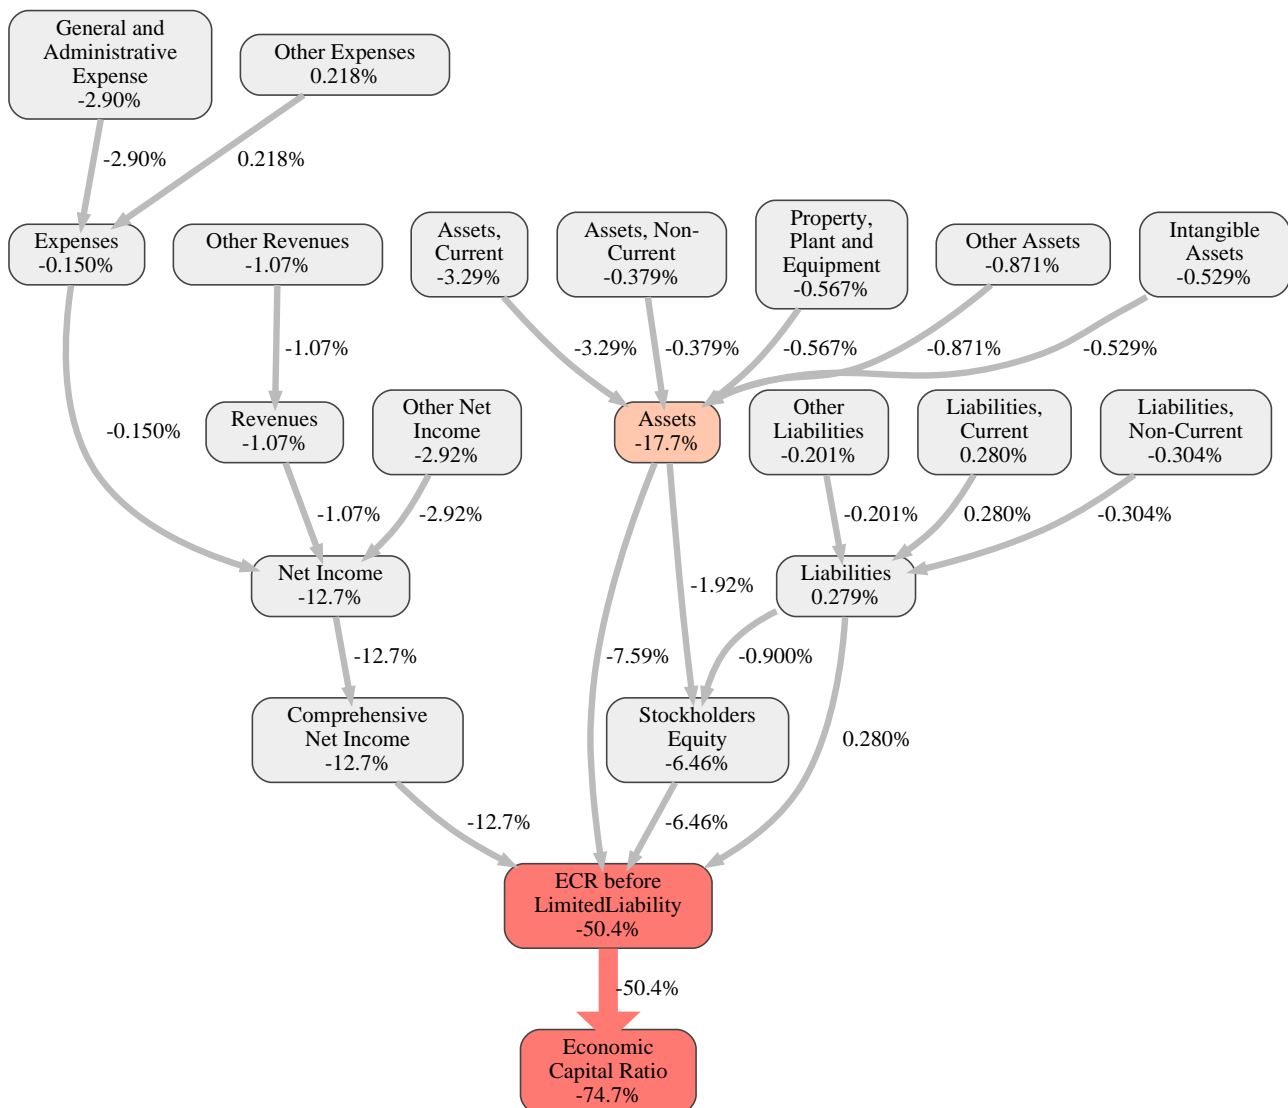 General and
Administrative
Expense
-2.90%
Other Expenses
0.218%
-2.90%
0.218%
Expenses
-0.150%
Other Revenues
-1.07%
Assets,
Current
-3.29%
Assets, Non-
Current
-0.379%
Property,
Plant and
Equipment
-0.567%
Other Assets
-0.871%
Intangible
Assets
-0.529%
-1.07%
-3.29%
-0.379%
-0.567%
-0.871%
-0.529%
-0.150%
Revenues
-1.07%
Other Net
Income
-2.92%
Assets
-17.7%
Other
Liabilities
-0.201%
Liabilities,
Current
0.280%
Liabilities,
Non-Current
-0.304%
-1.07%
-2.92%
-0.201%
0.280%
-0.304%
Net Income
-12.7%
-1.92%
Liabilities
0.279%
-12.7%
-7.59%
-0.900%
Comprehensive
Net Income
-12.7%
Stockholders
Equity
-6.46%
0.280%
-12.7%
-6.46%
ECR before
LimitedLiability
-50.4%
-50.4%
Economic
Capital Ratio
-74.7%